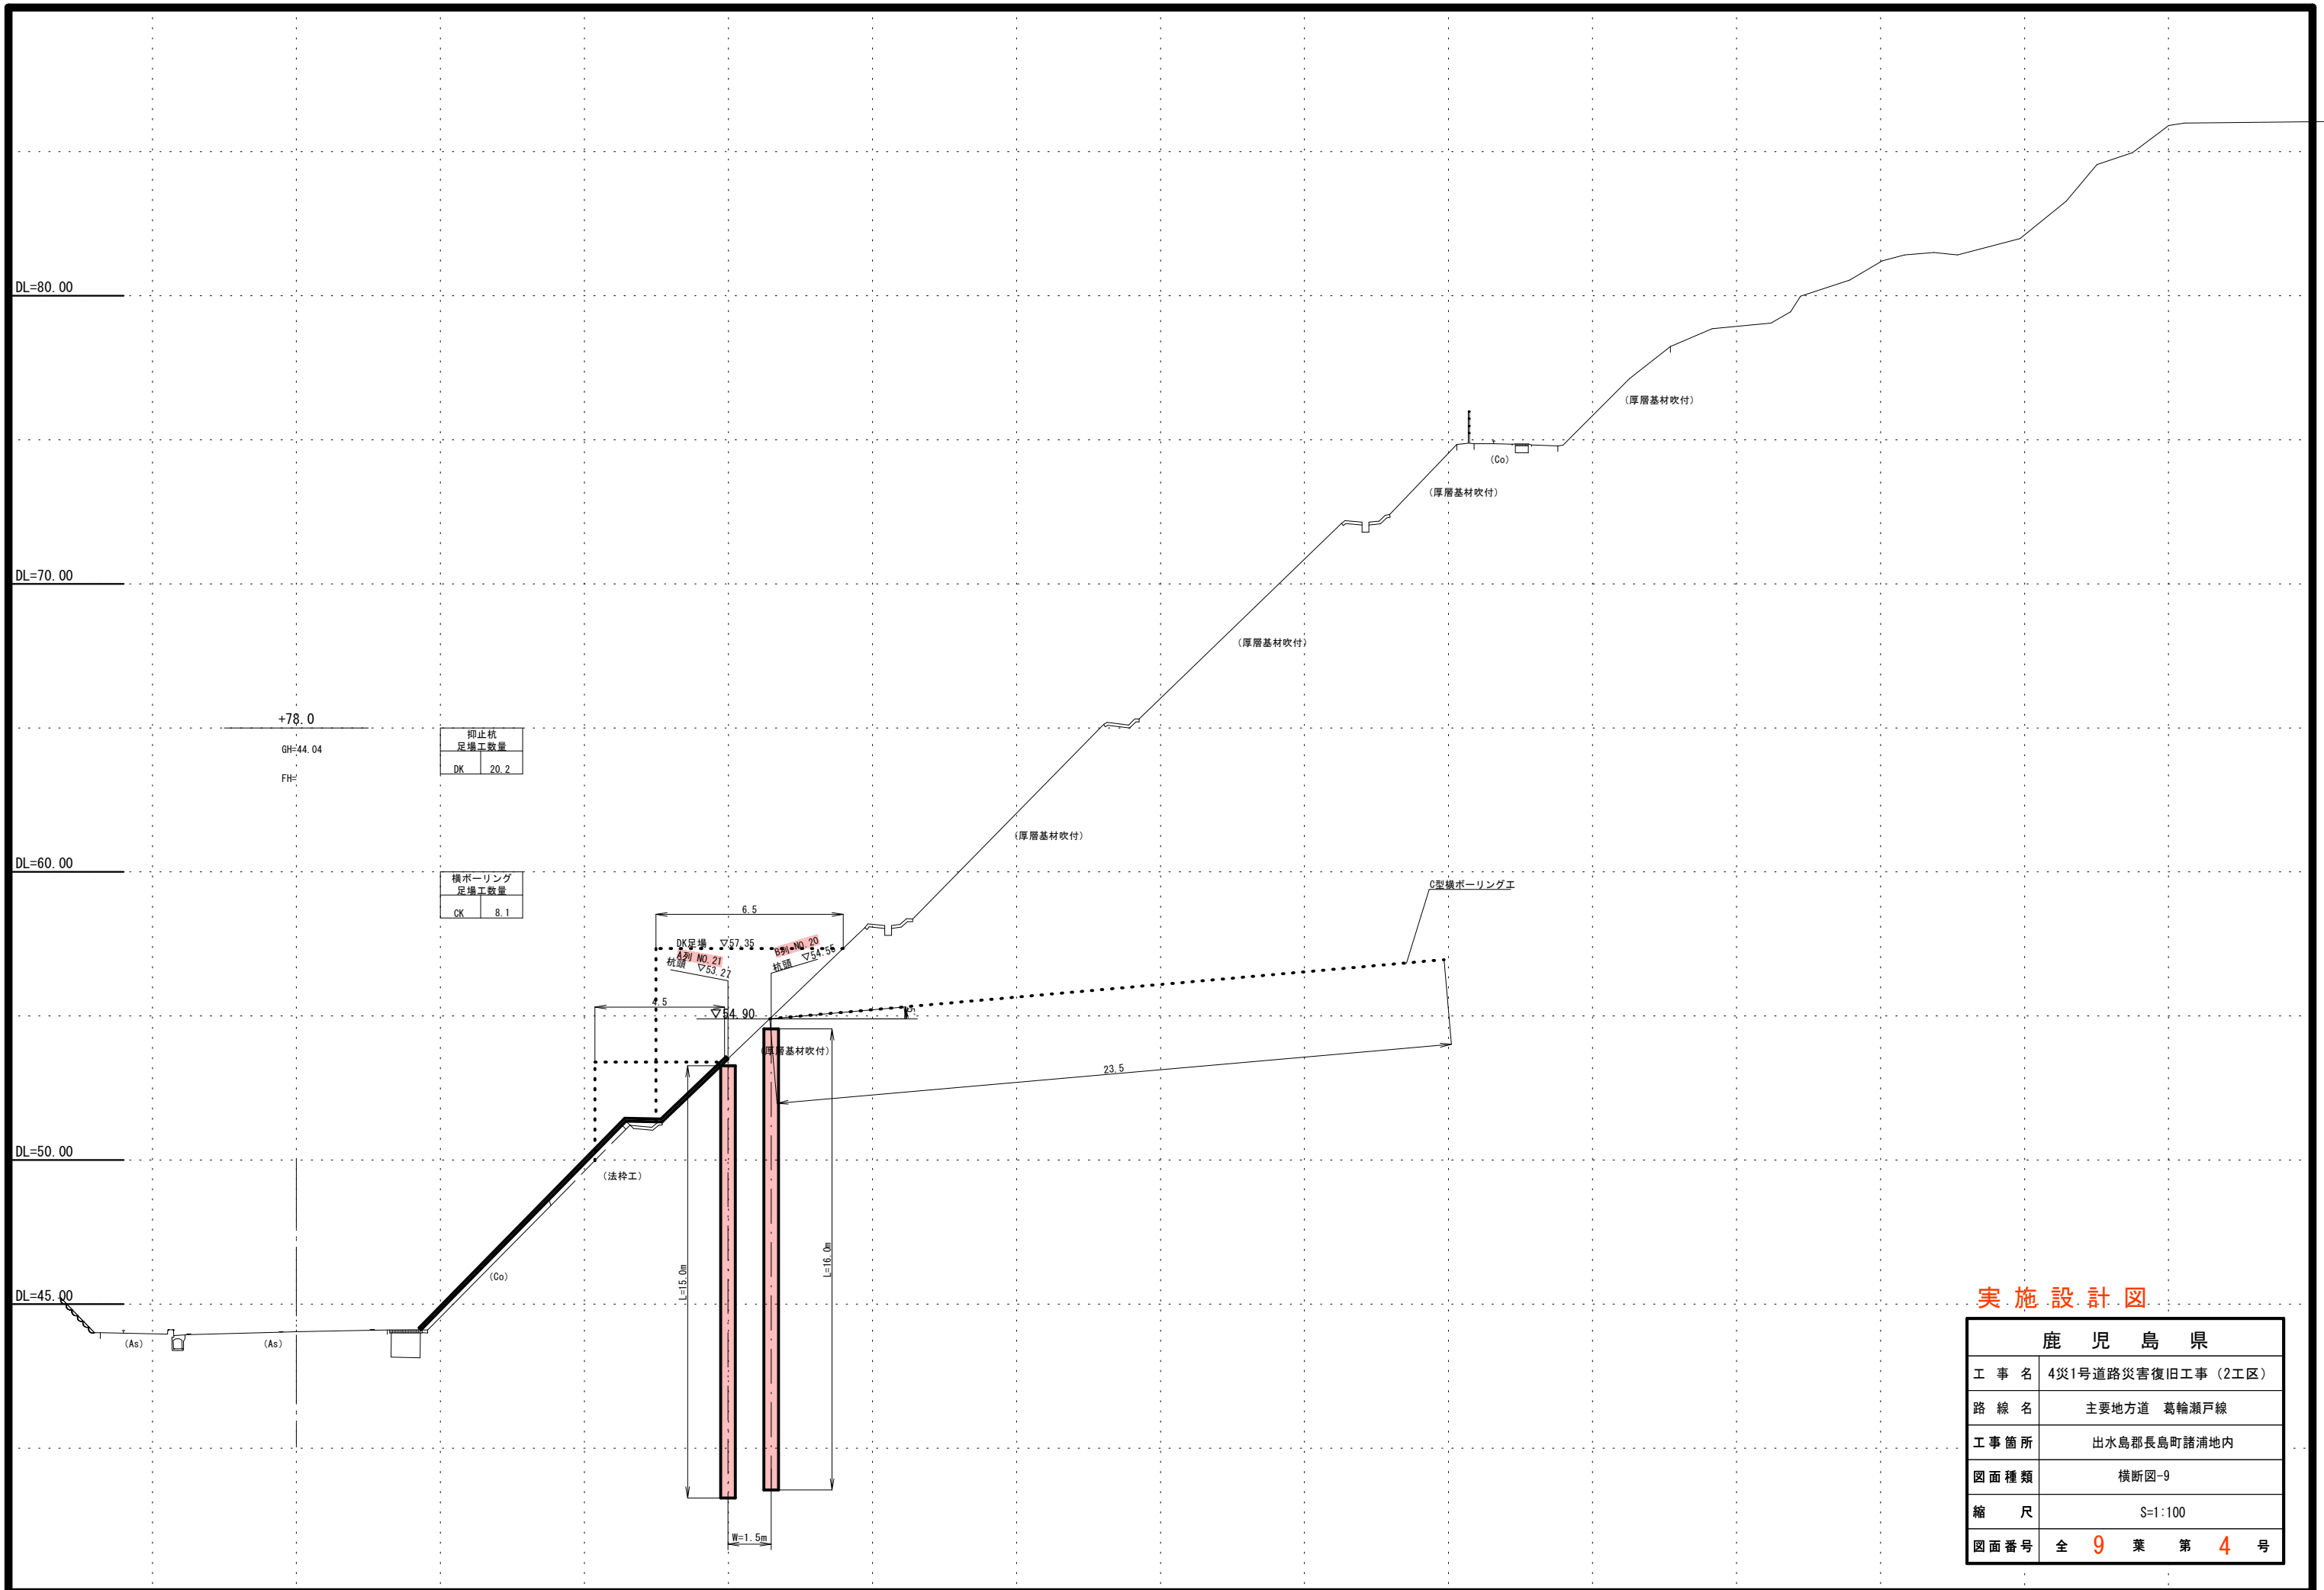 DL=80.00
(厚層基材吹付)
(Co)
(厚層基材吹付)
DL=70.00
(厚層基材吹付)
+78.0
GH=44.04
FH=
抑止杭
足場工数量
DK 20.2
(厚層基材吹付)
DL=60.00
横ボーリング
足場工数量
CK 8.1
C型横ボーリング工
6.5
DK足場 ▽57.35
A列 NO.21
杭頭 ▽53.27
B列 NO.20
杭頭 ▽54.56
4.5
▽54.90
5°
(厚層基材吹付)
23.5
DL=50.00
(法枠工)
L=15.0m
L=16.0m
(Co)
DL=45.00
(As)
(As)
W=1.5m
実施設計図
鹿児島県
工事名 4災1号道路災害復旧工事（2工区）
路線名 主要地方道 葛輪瀬戸線
工事箇所 出水島郡長島町諸浦地内
図面種類 横断図-9
縮尺 S=1:100
図面番号 全 9 葉 第 4 号